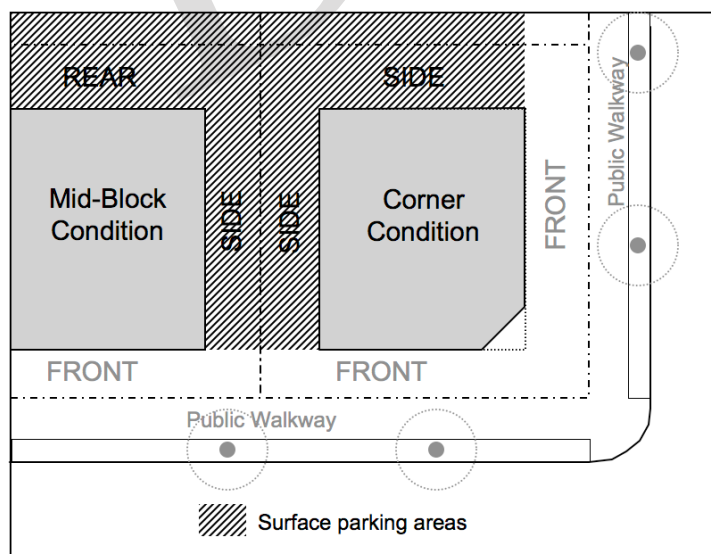 REAR
SIDE
Public Walkway
Mid-Block
Condition
SIDE
SIDE
Corner
Condition
FRONT
FRONT
FRONT
Public Walkway
Surface parking areas